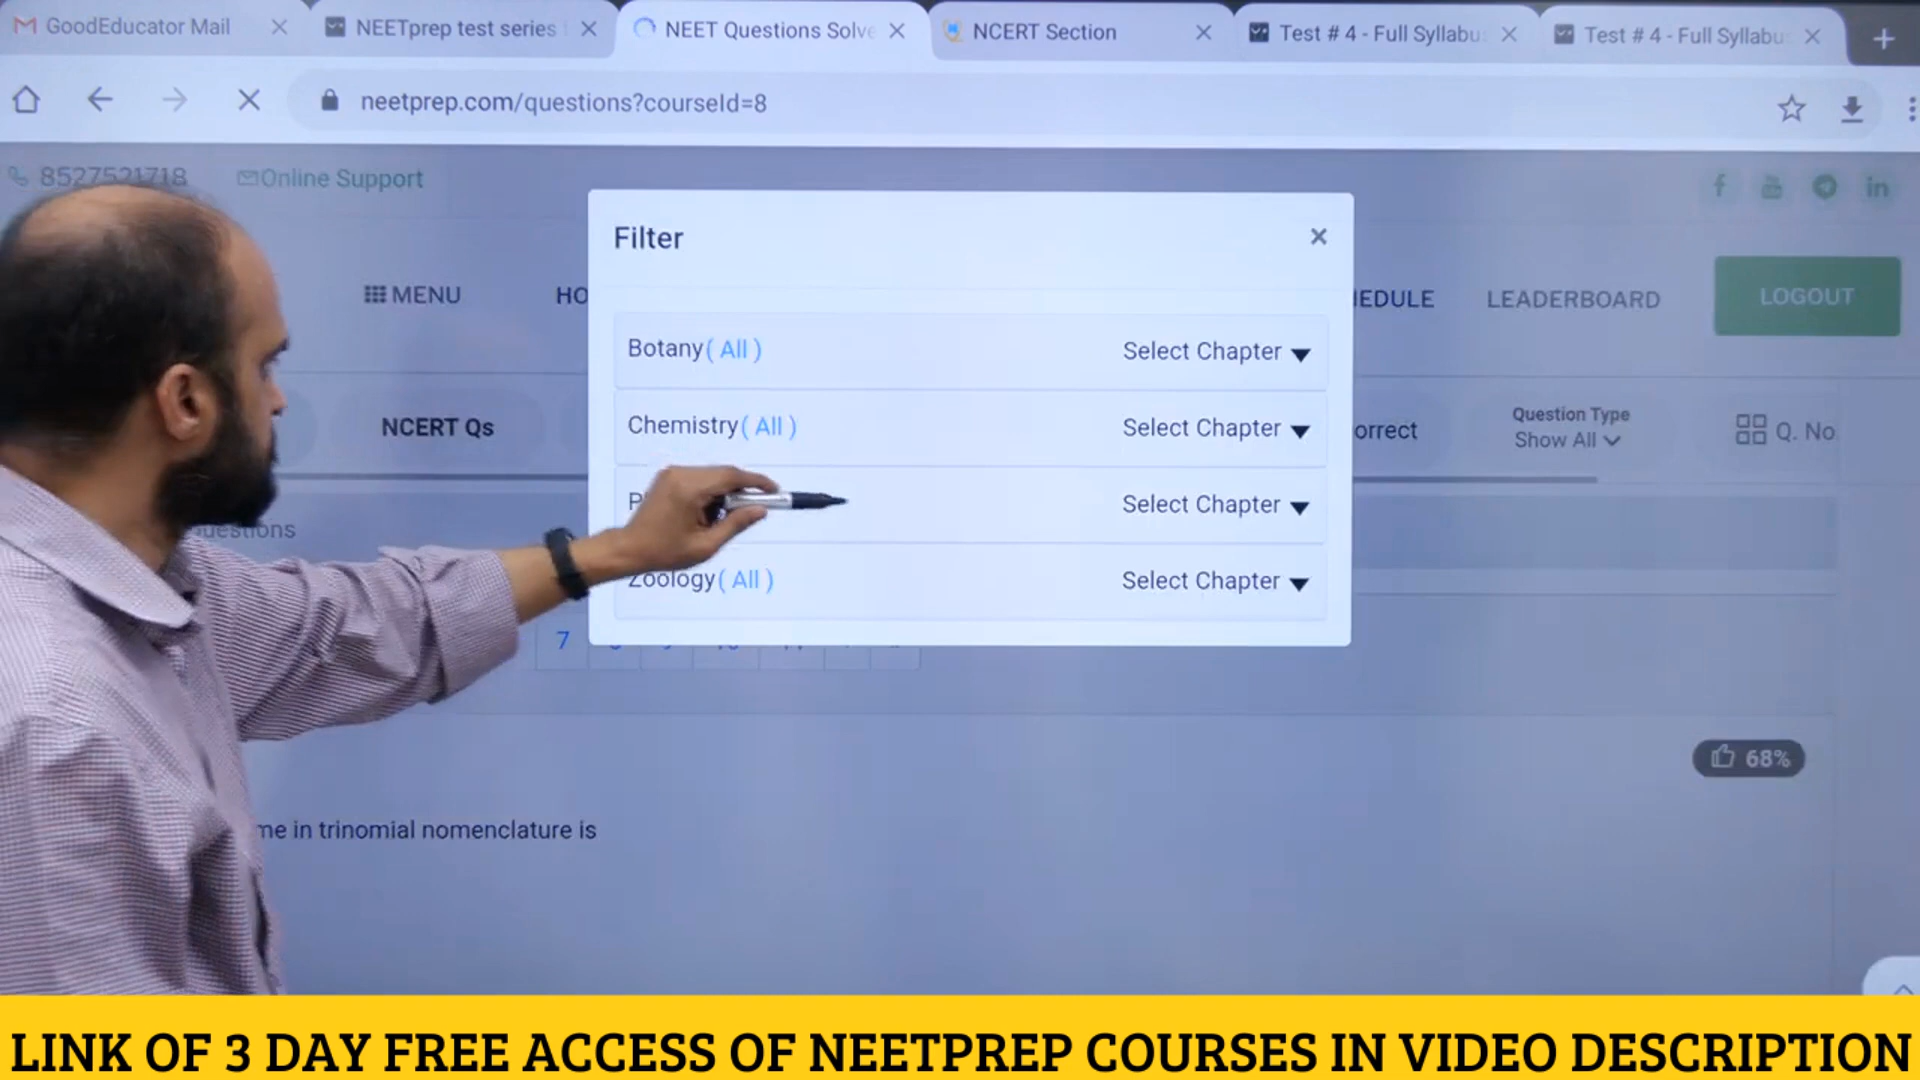 GoodEducator Mail
NEETprep test series
NEET Questions Solve
NCERT Section
Test # 4 - Full Syllabu
Test # 4 - Full Syllabu
neetprep.com/questions?courseId=8
8527521718
Online Support
Filter
MENU
HO
EDULE
LEADERBOARD
LOGOUT
Botany( All )
Select Chapter
Chemistry( All )
Select Chapter
NCERT Qs
orrect
Question Type
Show All
Q. No
P
Select Chapter
uestions
Zoology( All )
Select Chapter
7
68%
me in trinomial nomenclature is
LINK OF 3 DAY FREE ACCESS OF NEETPREP COURSES IN VIDEO DESCRIPTION